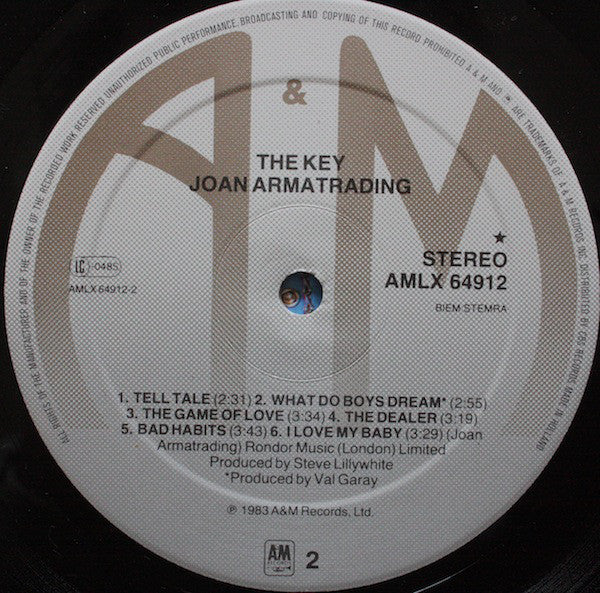 ALL RIGHTS OF THE MANUFACTURER AND OF THE OWNER OF THE RECORDED WORK RESERVED UNAUTHORIZED PUBLIC PERFORMANCE, BROADCASTING AND COPYING OF THIS RECORD PROHIBITED. A & M AND ARE TRADEMARKS OF A & M RECORDS INC. DISTRIBUTED BY CBS RECORDS MADE IN HOLLAND
A & M
THE KEY
JOAN ARMATRADING
LC-0485
AMLX 64912-2
★
STEREO
AMLX 64912
BIEM STEMRA
1. TELL TALE (2:31) 2. WHAT DO BOYS DREAM* (2:55)
3. THE GAME OF LOVE (3:34) 4. THE DEALER (3:19)
5. BAD HABITS (3:43) 6. I LOVE MY BABY (3:29) (Joan
Armatrading) Rondor Music (London) Limited
Produced by Steve Lillywhite
*Produced by Val Garay
℗ 1983 A&M Records, Ltd.
A&M
RECORDS
2